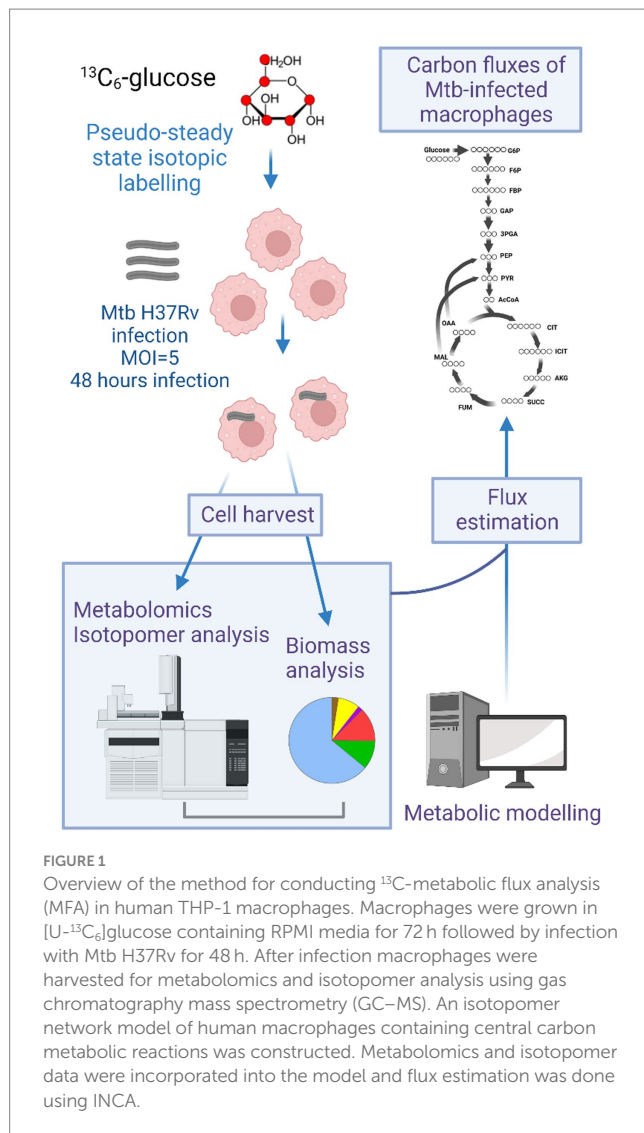 ¹³C₆-glucose
CH₂OH
O
OH
OH
OH
OH
OH
Pseudo-steady
state isotopic
labelling
Mtb H37Rv
infection
MOI=5
48 hours infection
Cell harvest
Metabolomics
Isotopomer analysis
Biomass
analysis
Carbon fluxes of
Mtb-infected
macrophages
Glucose
G6P
F6P
FBP
GAP
3PGA
PEP
PYR
AcCoA
OAA
CIT
ICIT
MAL
AKG
FUM
SUCC
Flux
estimation
Metabolic modelling
FIGURE 1
Overview of the method for conducting ¹³C-metabolic flux analysis
(MFA) in human THP-1 macrophages. Macrophages were grown in
[U-¹³C₆]glucose containing RPMI media for 72 h followed by infection
with Mtb H37Rv for 48 h. After infection macrophages were
harvested for metabolomics and isotopomer analysis using gas
chromatography mass spectrometry (GC–MS). An isotopomer
network model of human macrophages containing central carbon
metabolic reactions was constructed. Metabolomics and isotopomer
data were incorporated into the model and flux estimation was done
using INCA.